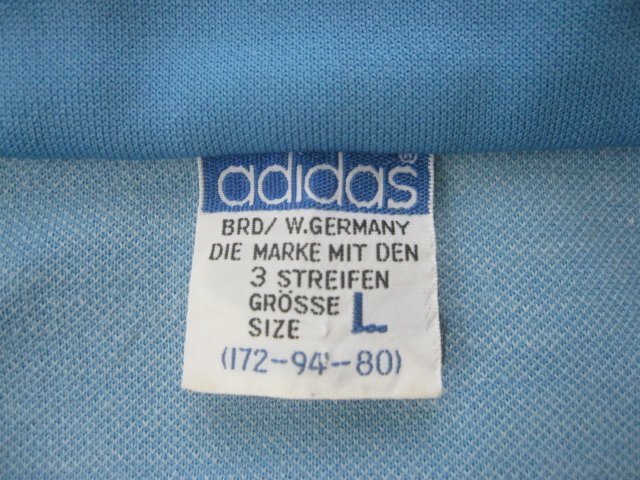 adidas®
BRD/ W.GERMANY
DIE MARKE MIT DEN
3 STREIFEN
GRÖSSE L
SIZE
(172--94'--80)